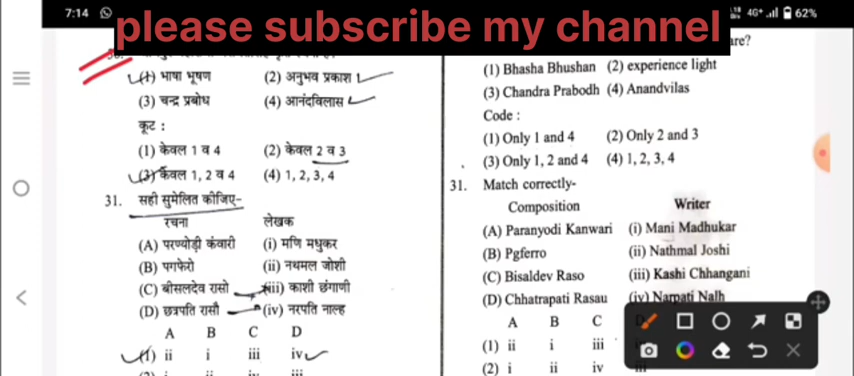 7:14
4G+ 62%
please subscribe my channel
are?
(1) भाषा भूषण (2) अनुभव प्रकाश
(3) चन्द्र प्रबोध (4) आनंदविलास
कूट :
(1) केवल 1 व 4 (2) केवल 2 व 3
(3) केवल 1, 2 व 4 (4) 1, 2, 3, 4
31. सही सुमेलित कीजिए-
रचना लेखक
(A) परण्योड़ी कंवारी (i) मणि मधुकर
(B) पगफेरो (ii) नथमल जोशी
(C) बीसलदेव रासो (iii) काशी छंगाणी
(D) छत्रपति रासौ (iv) नरपति नाल्ह
A B C D
(1) ii i iii iv
(1) Bhasha Bhushan (2) experience light
(3) Chandra Prabodh (4) Anandvilas
Code :
(1) Only 1 and 4 (2) Only 2 and 3
(3) Only 1, 2 and 4 (4) 1, 2, 3, 4
31. Match correctly-
Composition Writer
(A) Paranyodi Kanwari (i) Mani Madhukar
(B) Pgferro (ii) Nathmal Joshi
(C) Bisaldev Raso (iii) Kashi Chhangani
(D) Chhatrapati Rasau (iv) Narpati Nalh
A B C
(1) ii i iii
(2) i ii iv